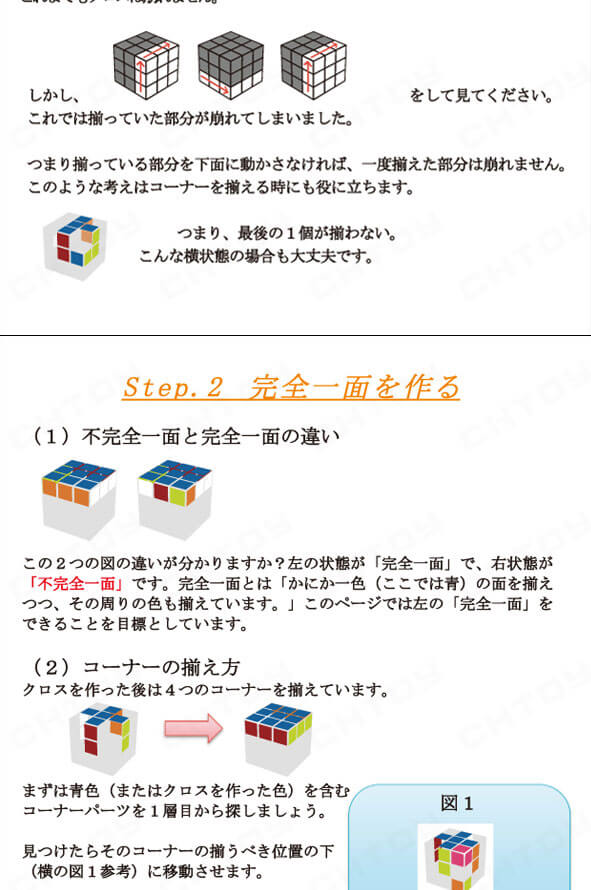 しかし、
をして見てください。
これでは揃っていた部分が崩れてしまいました。
つまり揃っている部分を下面に動かさなければ、一度揃えた部分は崩れません。
このような考えはコーナーを揃える時にも役に立ちます。
つまり、最後の１個が揃わない。
こんな横状態の場合も大丈夫です。
Step.2　完全一面を作る
（１）不完全一面と完全一面の違い
この２つの図の違いが分かりますか？左の状態が「完全一面」で、右状態が
「不完全一面」です。完全一面とは「かにか一色（ここでは青）の面を揃え
つつ、その周りの色も揃えています。」このページでは左の「完全一面」を
できることを目標としています。
（２）コーナーの揃え方
クロスを作った後は４つのコーナーを揃えています。
まずは青色（またはクロスを作った色）を含む
コーナーパーツを１層目から探しましょう。
図１
見つけたらそのコーナーの揃うべき位置の下
（横の図１参考）に移動させます。
CHTOY